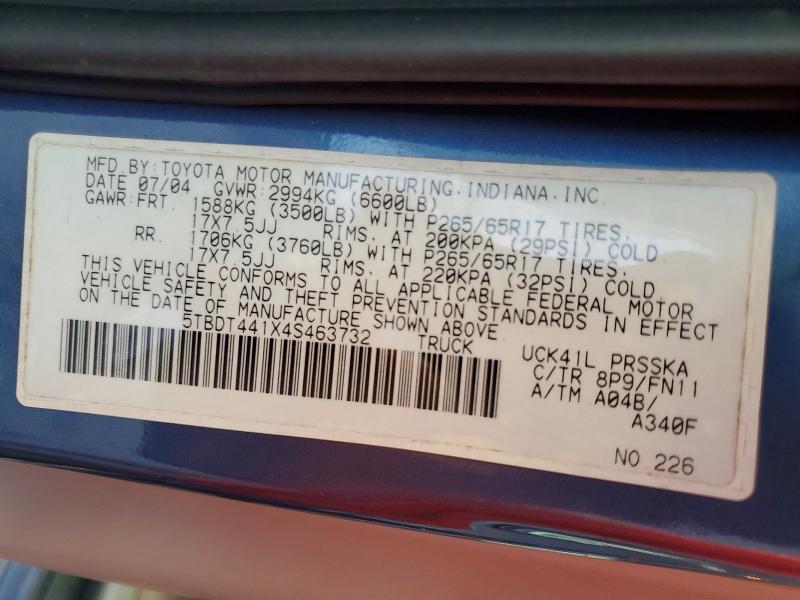 MFD.BY:TOYOTA MOTOR MANUFACTURING.INDIANA.INC.
DATE 07/04 GVWR:2994KG (6600LB)
GAWR:FRT. 1588KG (3500LB) WITH P265/65R17 TIRES.
17X7.5JJ RIMS. AT 200KPA (29PSI) COLD
RR. 1706KG (3760LB) WITH P265/65R17 TIRES.
17X7.5JJ RIMS. AT 220KPA (32PSI) COLD
THIS VEHICLE CONFORMS TO ALL APPLICABLE FEDERAL MOTOR
VEHICLE SAFETY AND THEFT PREVENTION STANDARDS IN EFFECT
ON THE DATE OF MANUFACTURE SHOWN ABOVE.
5TBDT441X4S463732 TRUCK
UCK41L PRSSKA
C/TR 8P9/FN11
A/TM A04B/
A340F
NO.226